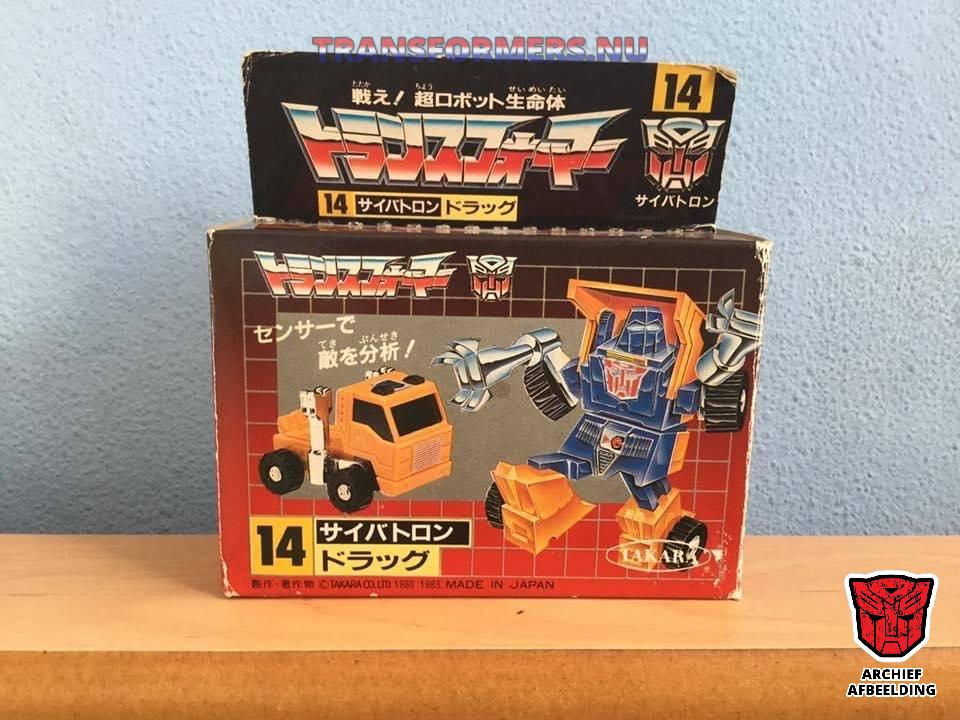 TRANSFORMERS.NU
たたか ちょう せいめいたい
戦え! 超ロボット生命体
14
トランスフォーマー
サイバトロン
14 サイバトロン ドラッグ
トランスフォーマー
センサーで
てき ぶんせき
敵を分析!
G
14 サイバトロン
ドラッグ
TAKARA
創作・著作物 ©TAKARA CO.,LTD 1980 1983. MADE IN JAPAN
ARCHIEF
AFBEELDING